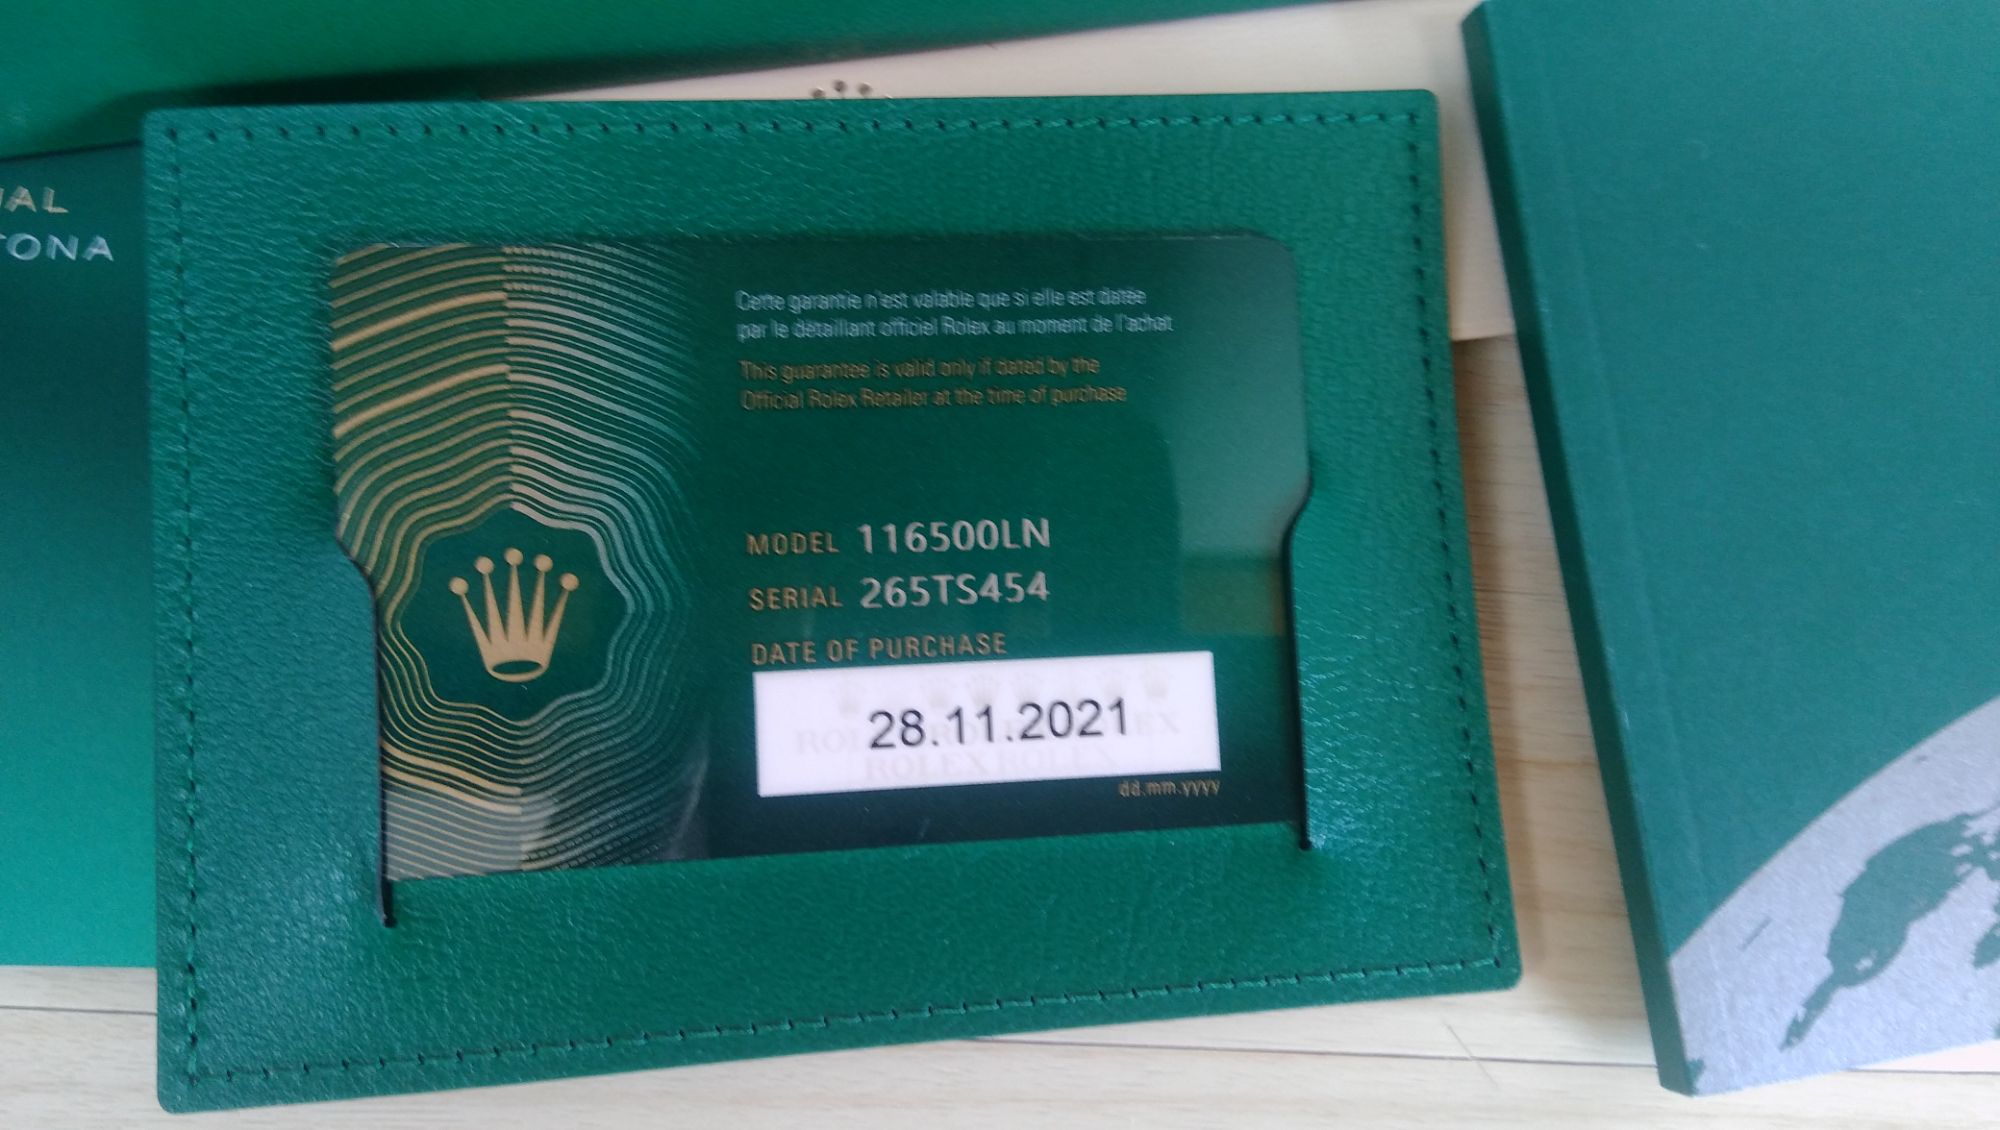 IAL
TONA
Cette garantie n'est valable que si elle est datée
par le détaillant officiel Rolex au moment de l'achat
This guarantee is valid only if dated by the
Official Rolex Retailer at the time of purchase
MODEL 116500LN
SERIAL 265TS454
DATE OF PURCHASE
28.11.2021
ROLEX ROLEX
dd.mm.yyyy